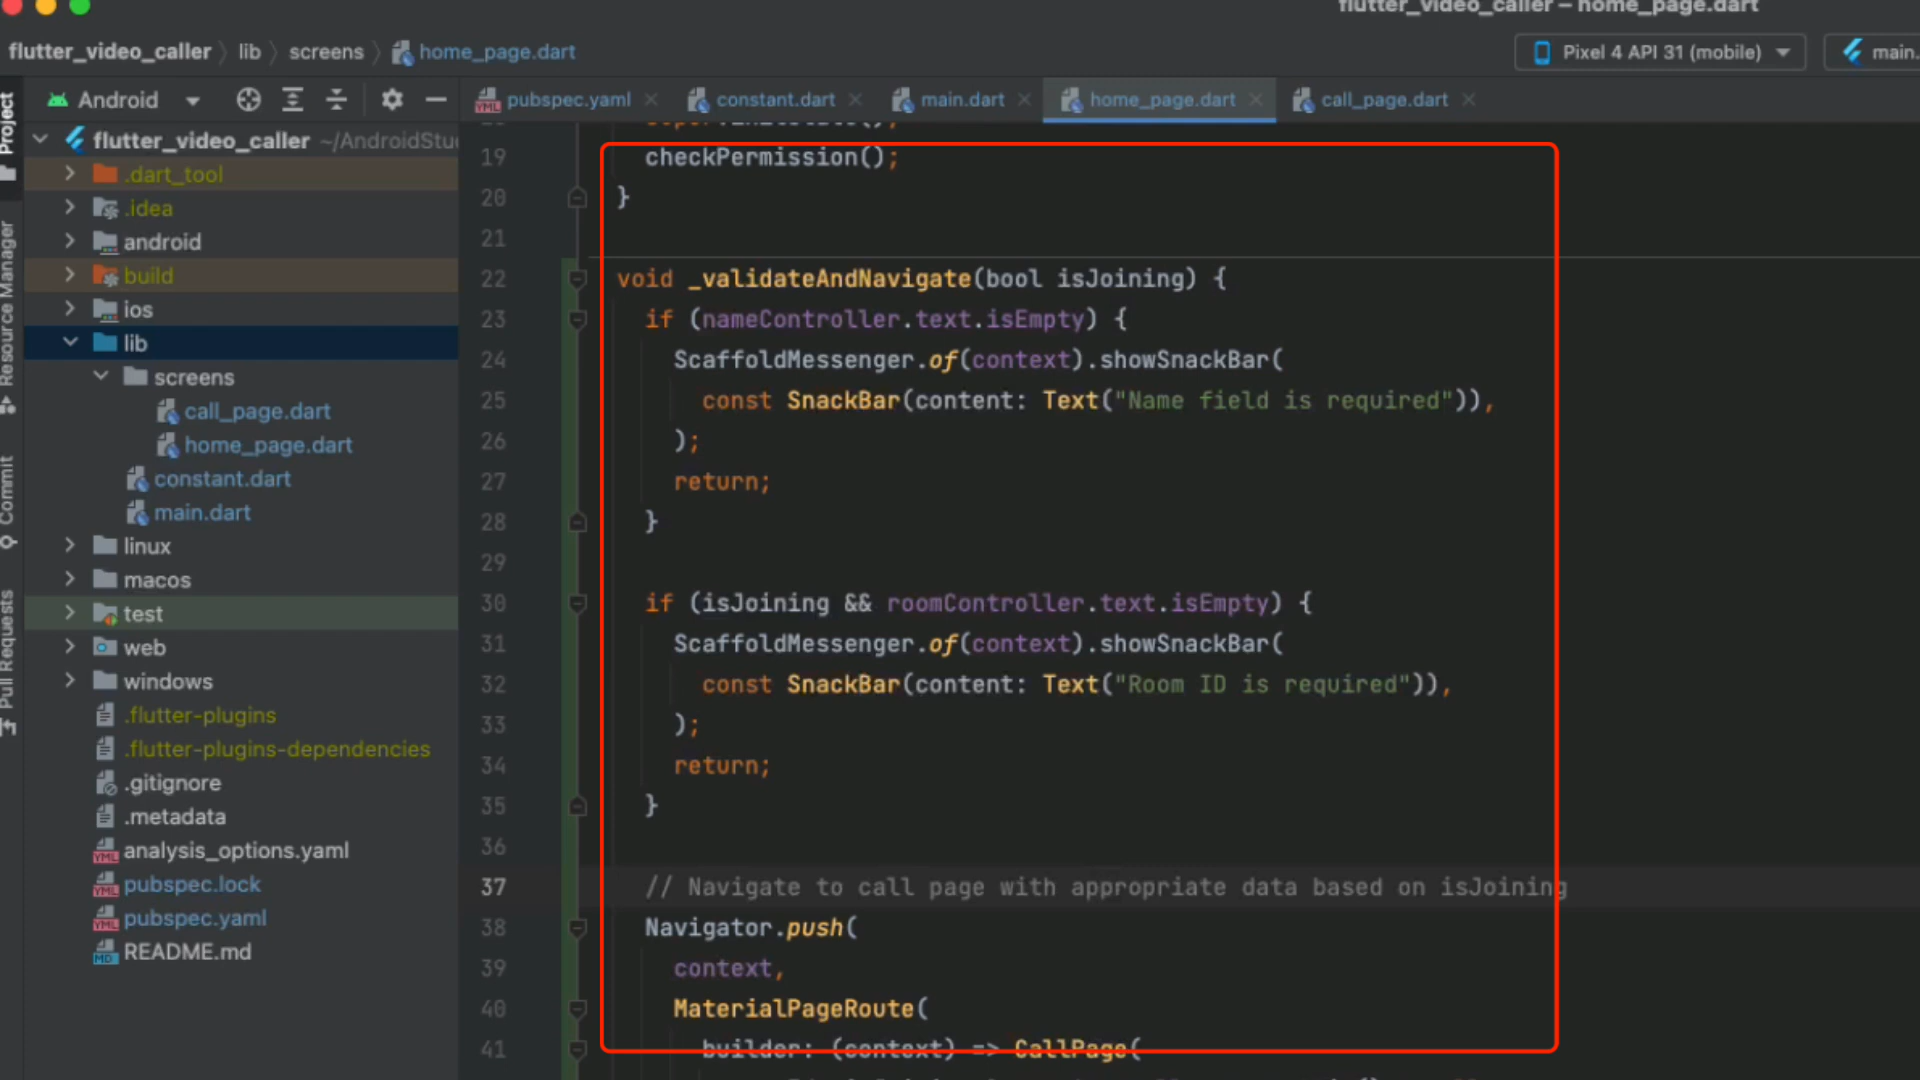 flutter_video_caller – home_page.dart
flutter_video_caller
lib
screens
home_page.dart
Pixel 4 API 31 (mobile)
main.
Android
pubspec.yaml
constant.dart
main.dart
home_page.dart
call_page.dart
Project
Resource Manager
Commit
Pull Requests
flutter_video_caller ~/AndroidStu
.dart_tool
.idea
android
build
ios
lib
screens
call_page.dart
home_page.dart
constant.dart
main.dart
linux
macos
test
web
windows
.flutter-plugins
.flutter-plugins-dependencies
.gitignore
.metadata
analysis_options.yaml
pubspec.lock
pubspec.yaml
README.md
19 checkPermission();
20 }
21
22 void _validateAndNavigate(bool isJoining) {
23 if (nameController.text.isEmpty) {
24 ScaffoldMessenger.of(context).showSnackBar(
25 const SnackBar(content: Text("Name field is required")),
26 );
27 return;
28 }
29
30 if (isJoining && roomController.text.isEmpty) {
31 ScaffoldMessenger.of(context).showSnackBar(
32 const SnackBar(content: Text("Room ID is required")),
33 );
34 return;
35 }
36
37 // Navigate to call page with appropriate data based on isJoining
38 Navigator.push(
39 context,
40 MaterialPageRoute(
41 builder: (context) => CallPage(